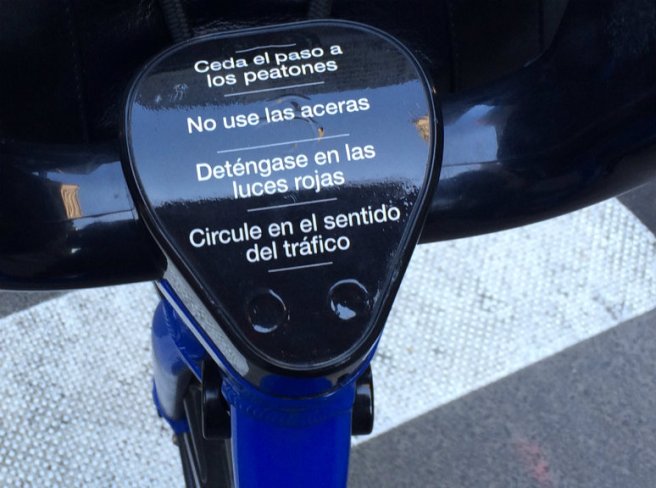 Ceda el paso a
los peatones
No use las aceras
Deténgase en las
luces rojas
Circule en el sentido
del tráfico